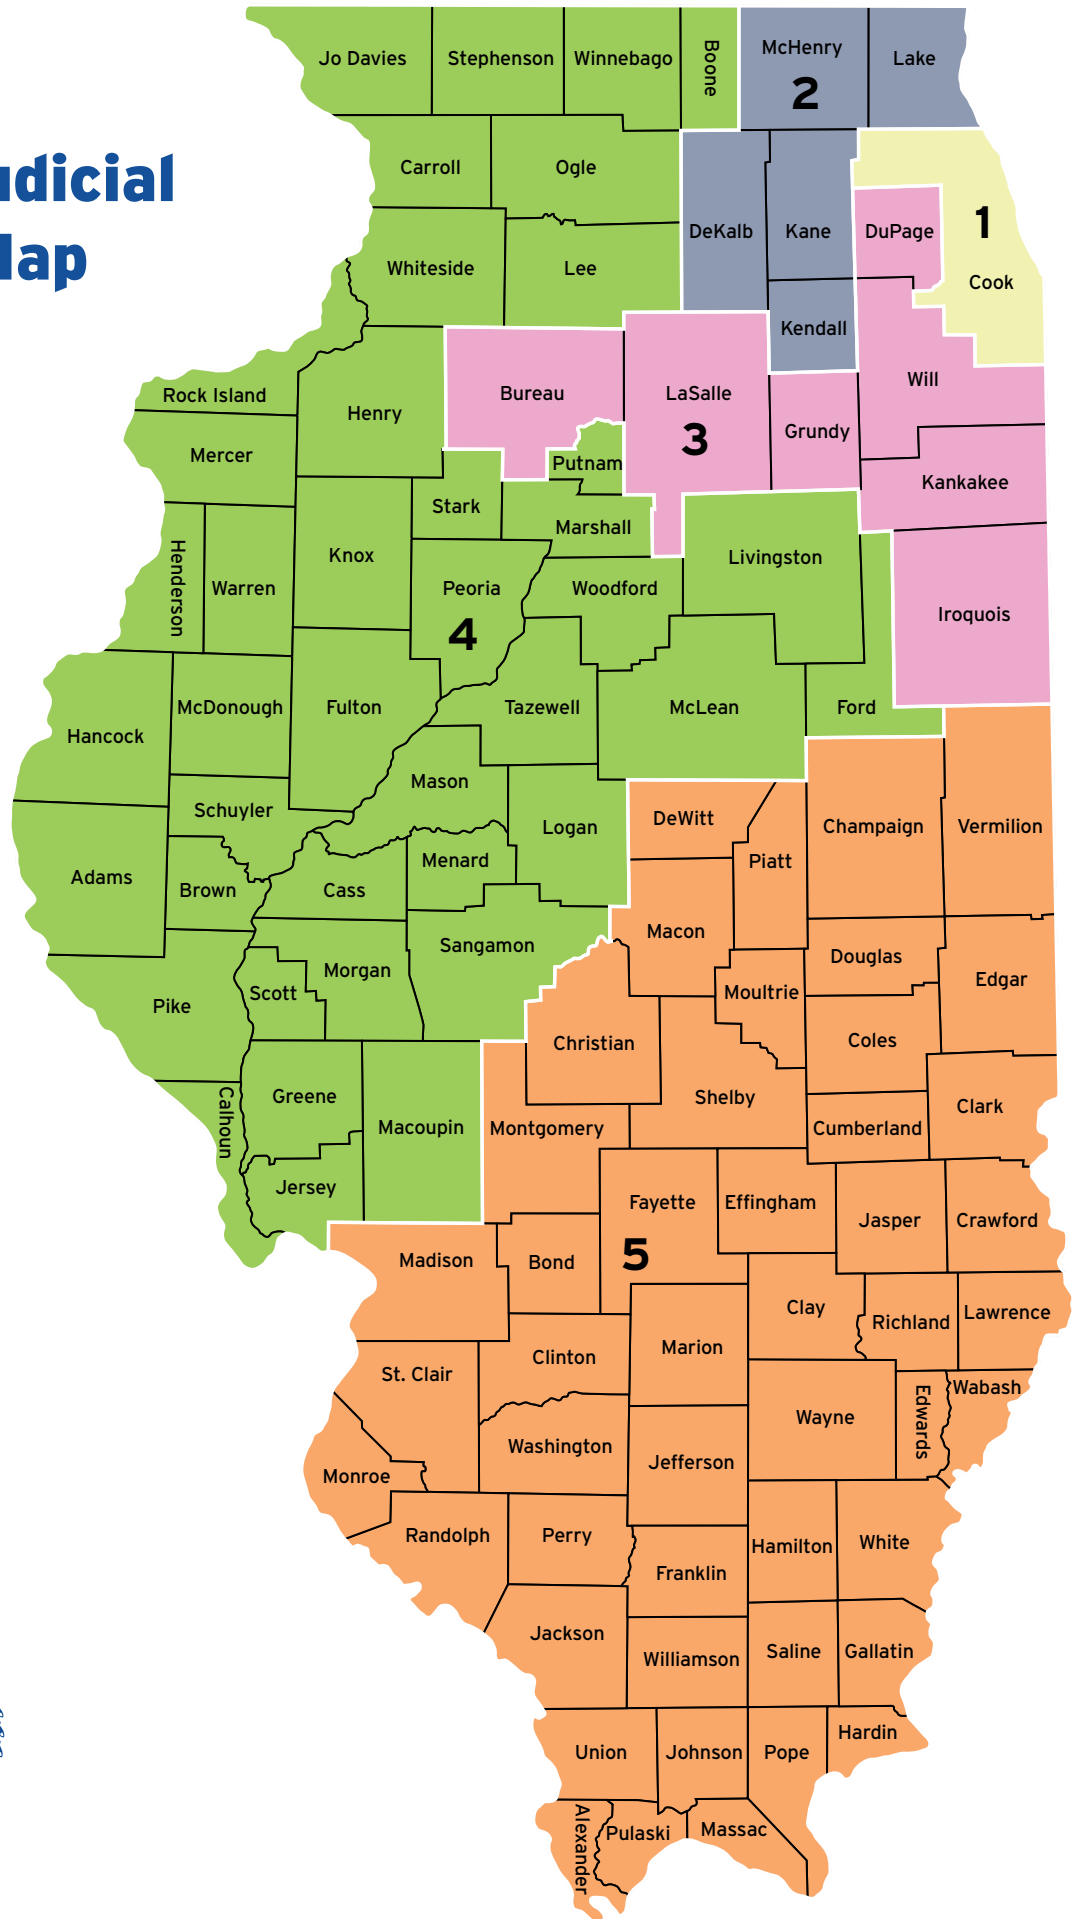 udicial
Map
Jo Davies
Stephenson
Winnebago
Boone
McHenry
2
Lake
Carroll
Ogle
DeKalb
Kane
DuPage
1
Cook
Whiteside
Lee
Kendall
Rock Island
Henry
Bureau
LaSalle
3
Grundy
Will
Mercer
Putnam
Kankakee
Stark
Marshall
Henderson
Warren
Knox
Peoria
4
Woodford
Livingston
Iroquois
Hancock
McDonough
Fulton
Tazewell
McLean
Ford
Mason
Schuyler
Logan
DeWitt
Piatt
Champaign
Vermilion
Adams
Brown
Cass
Menard
Macon
Sangamon
Douglas
Edgar
Pike
Scott
Morgan
Moultrie
Christian
Coles
Calhoun
Greene
Macoupin
Montgomery
Shelby
Cumberland
Clark
Jersey
Fayette
Effingham
Jasper
Crawford
Madison
Bond
5
Clay
Richland
Lawrence
St. Clair
Clinton
Marion
Wayne
Edwards
Wabash
Monroe
Washington
Jefferson
Randolph
Perry
Franklin
Hamilton
White
Jackson
Williamson
Saline
Gallatin
Union
Johnson
Pope
Hardin
Alexander
Pulaski
Massac